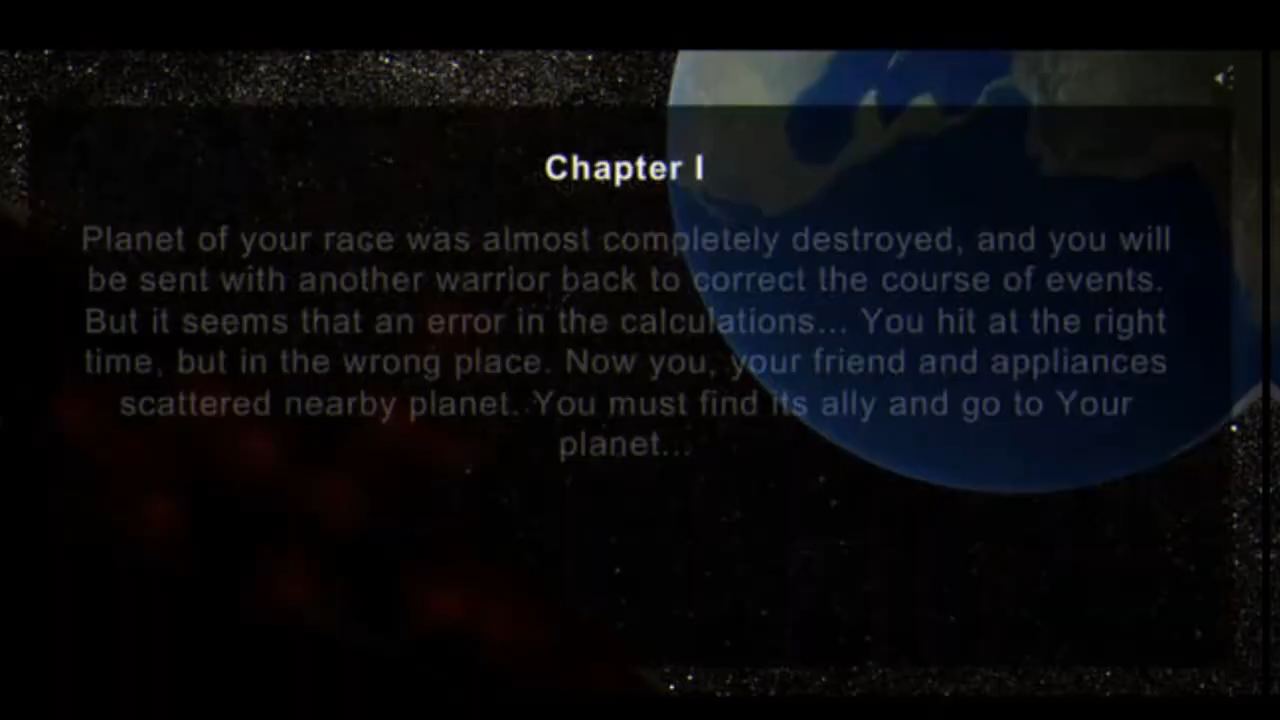 Chapter I
Planet of your race was almost completely destroyed, and you will
be sent with another warrior back to correct the course of events.
But it seems that an error in the calculations... You hit at the right
time, but in the wrong place. Now you, your friend and appliances
scattered nearby planet. You must find its ally and go to Your
planet...